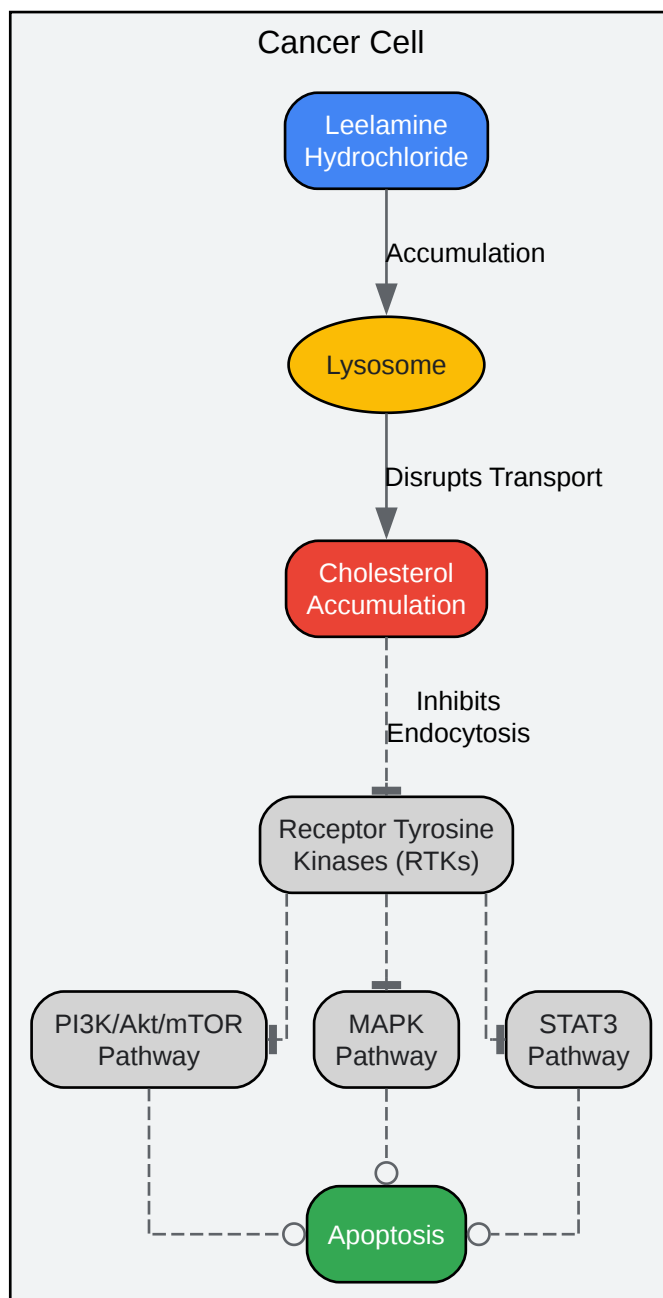 Cancer Cell
Leelamine
Hydrochloride
Accumulation
Lysosome
Disrupts Transport
Cholesterol
Accumulation
Inhibits
Endocytosis
Receptor Tyrosine
Kinases (RTKs)
PI3K/Akt/mTOR
Pathway
MAPK
Pathway
STAT3
Pathway
Apoptosis